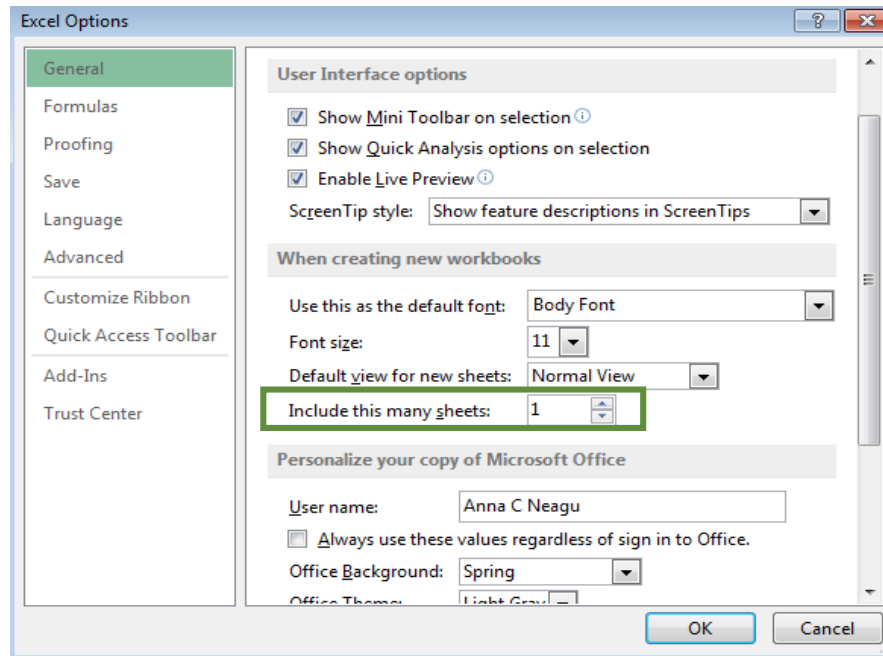 Excel Options
General
Formulas
Proofing
Save
Language
Advanced
Customize Ribbon
Quick Access Toolbar
Add-Ins
Trust Center
User Interface options
Show Mini Toolbar on selection
Show Quick Analysis options on selection
Enable Live Preview
ScreenTip style: Show feature descriptions in ScreenTips
When creating new workbooks
Use this as the default font: Body Font
Font size: 11
Default view for new sheets: Normal View
Include this many sheets: 1
Personalize your copy of Microsoft Office
User name: Anna C Neagu
Always use these values regardless of sign in to Office.
Office Background: Spring
Office Theme: Light Gray
OK Cancel